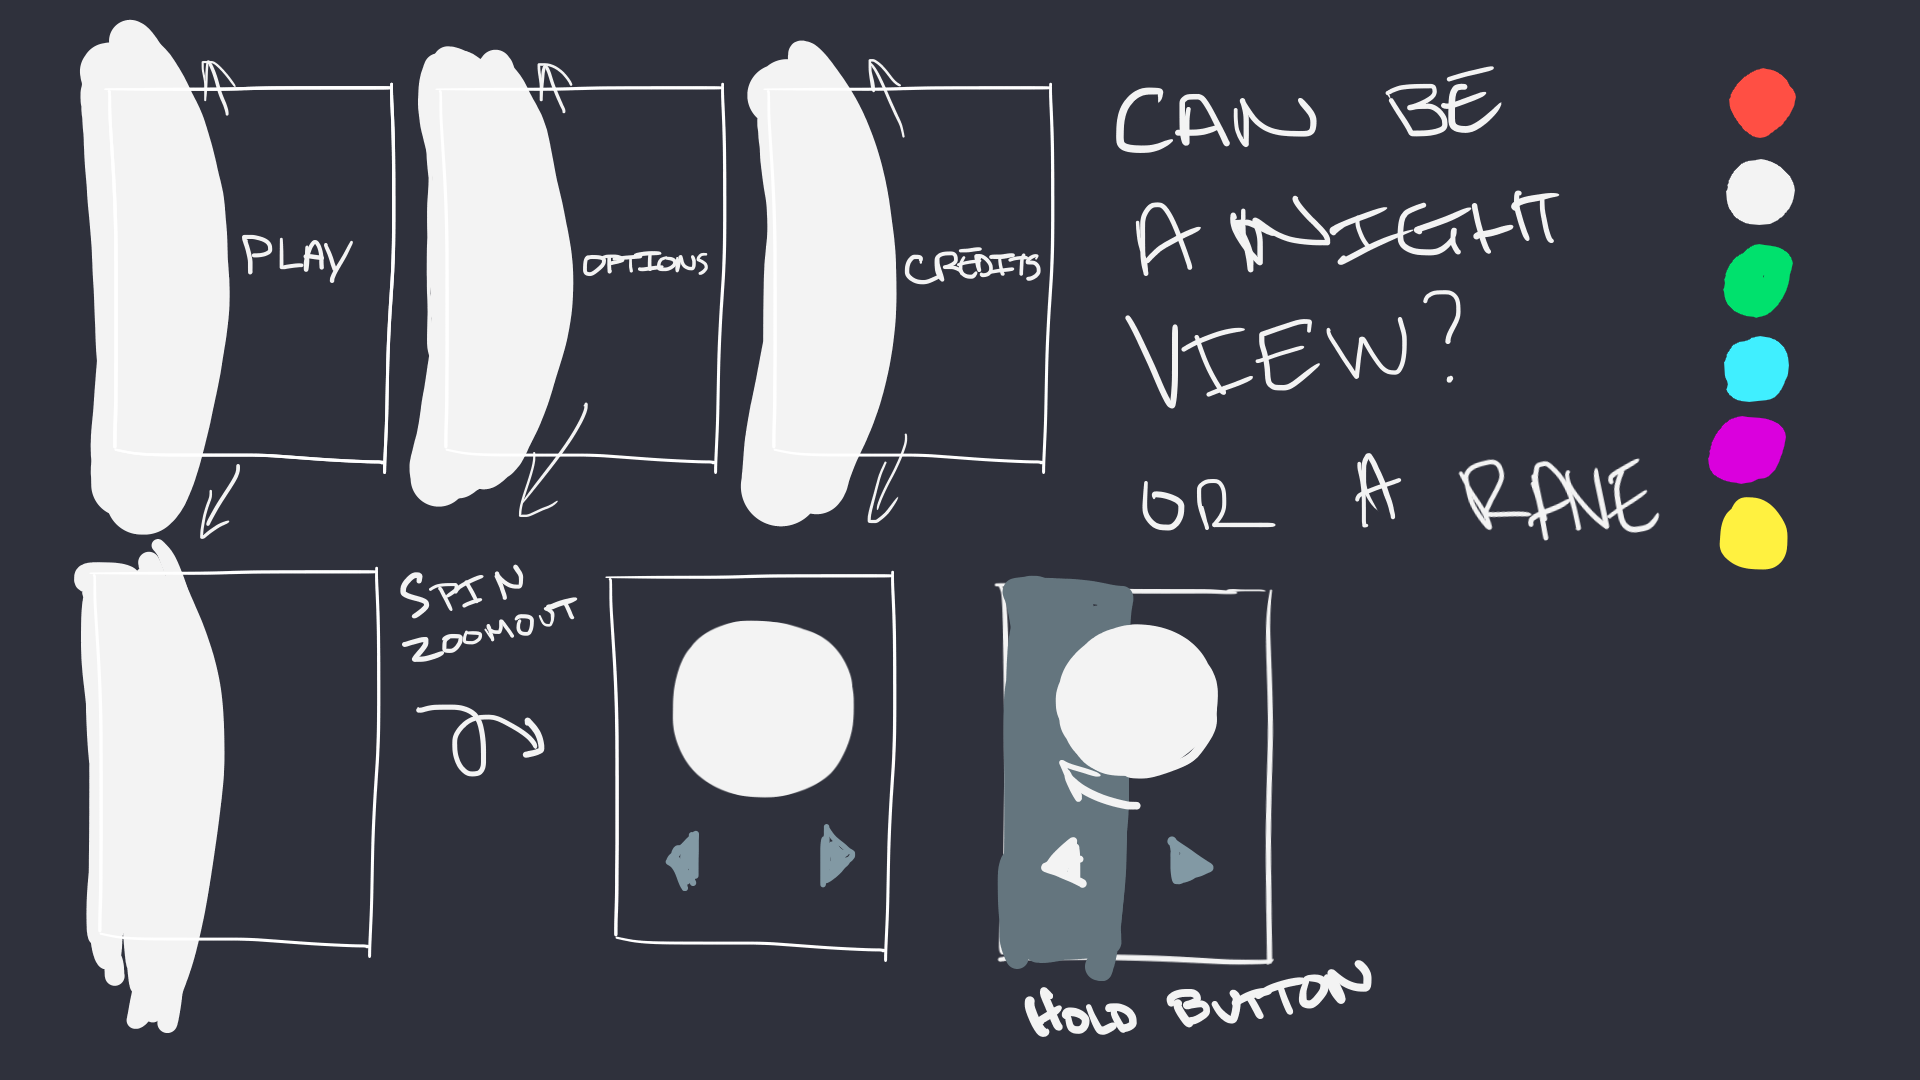 PLAY
OPTIONS
CREDITS
CAN BE
A NIGHT
VIEW?
OR A RAVE
SPIN
ZOOMOUT
HOLD BUTTON